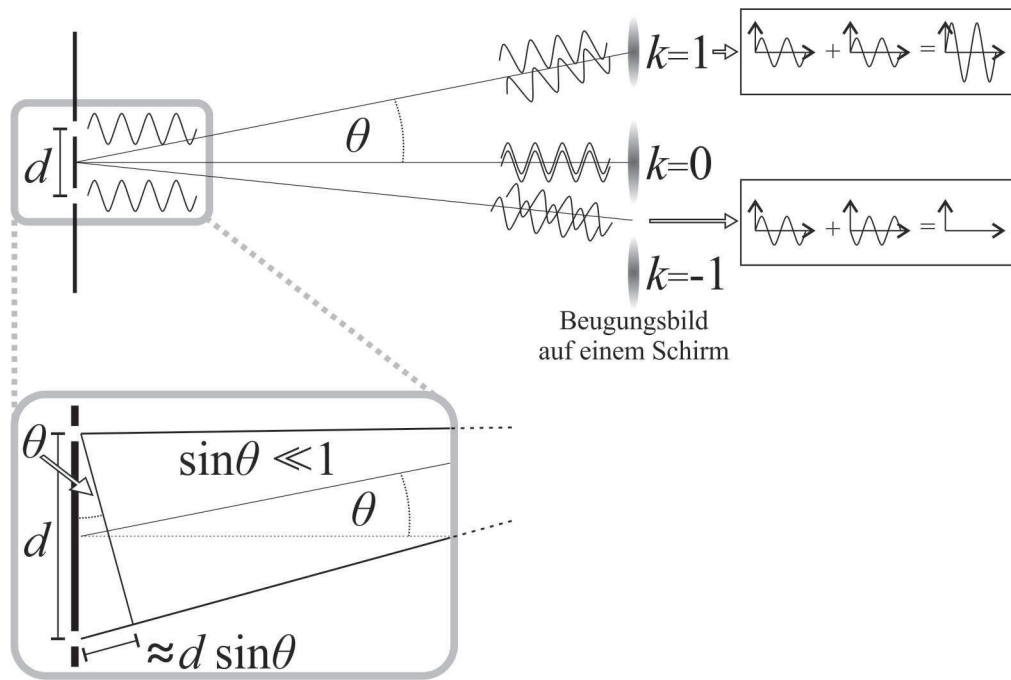 k=1
+
=
d
θ
k=0
+
=
k=-1
Beugungsbild
auf einem Schirm
θ
sinθ ≪1
θ
d
≈d sinθ